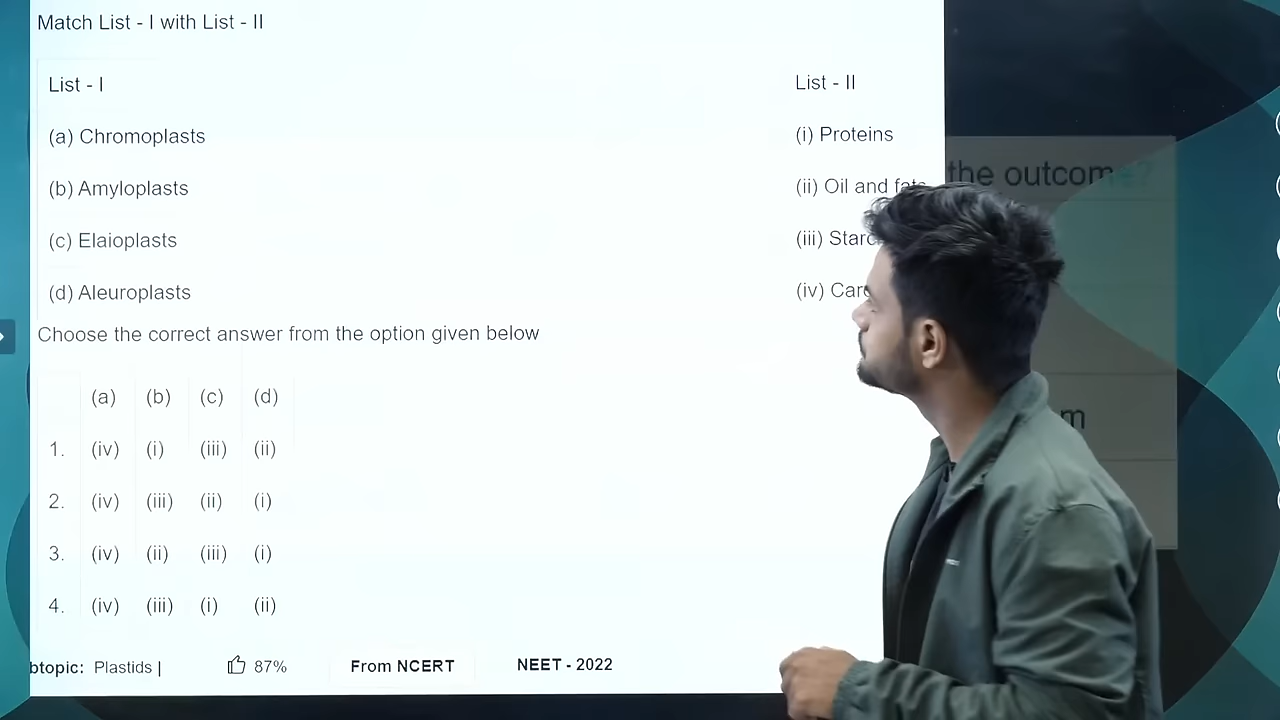 Match List - I with List - II
List - I
List - II
(a) Chromoplasts
(i) Proteins
(b) Amyloplasts
(ii) Oil and fats
(c) Elaioplasts
(iii)
(d) Aleuroplasts
(iv)
Choose the correct answer from the option given below
(a) (b) (c) (d)
1. (iv) (i) (iii) (ii)
2. (iv) (iii) (ii) (i)
3. (iv) (ii) (iii) (i)
4. (iv) (iii) (i) (ii)
Plastids | 87% From NCERT NEET - 2022
the outcome?